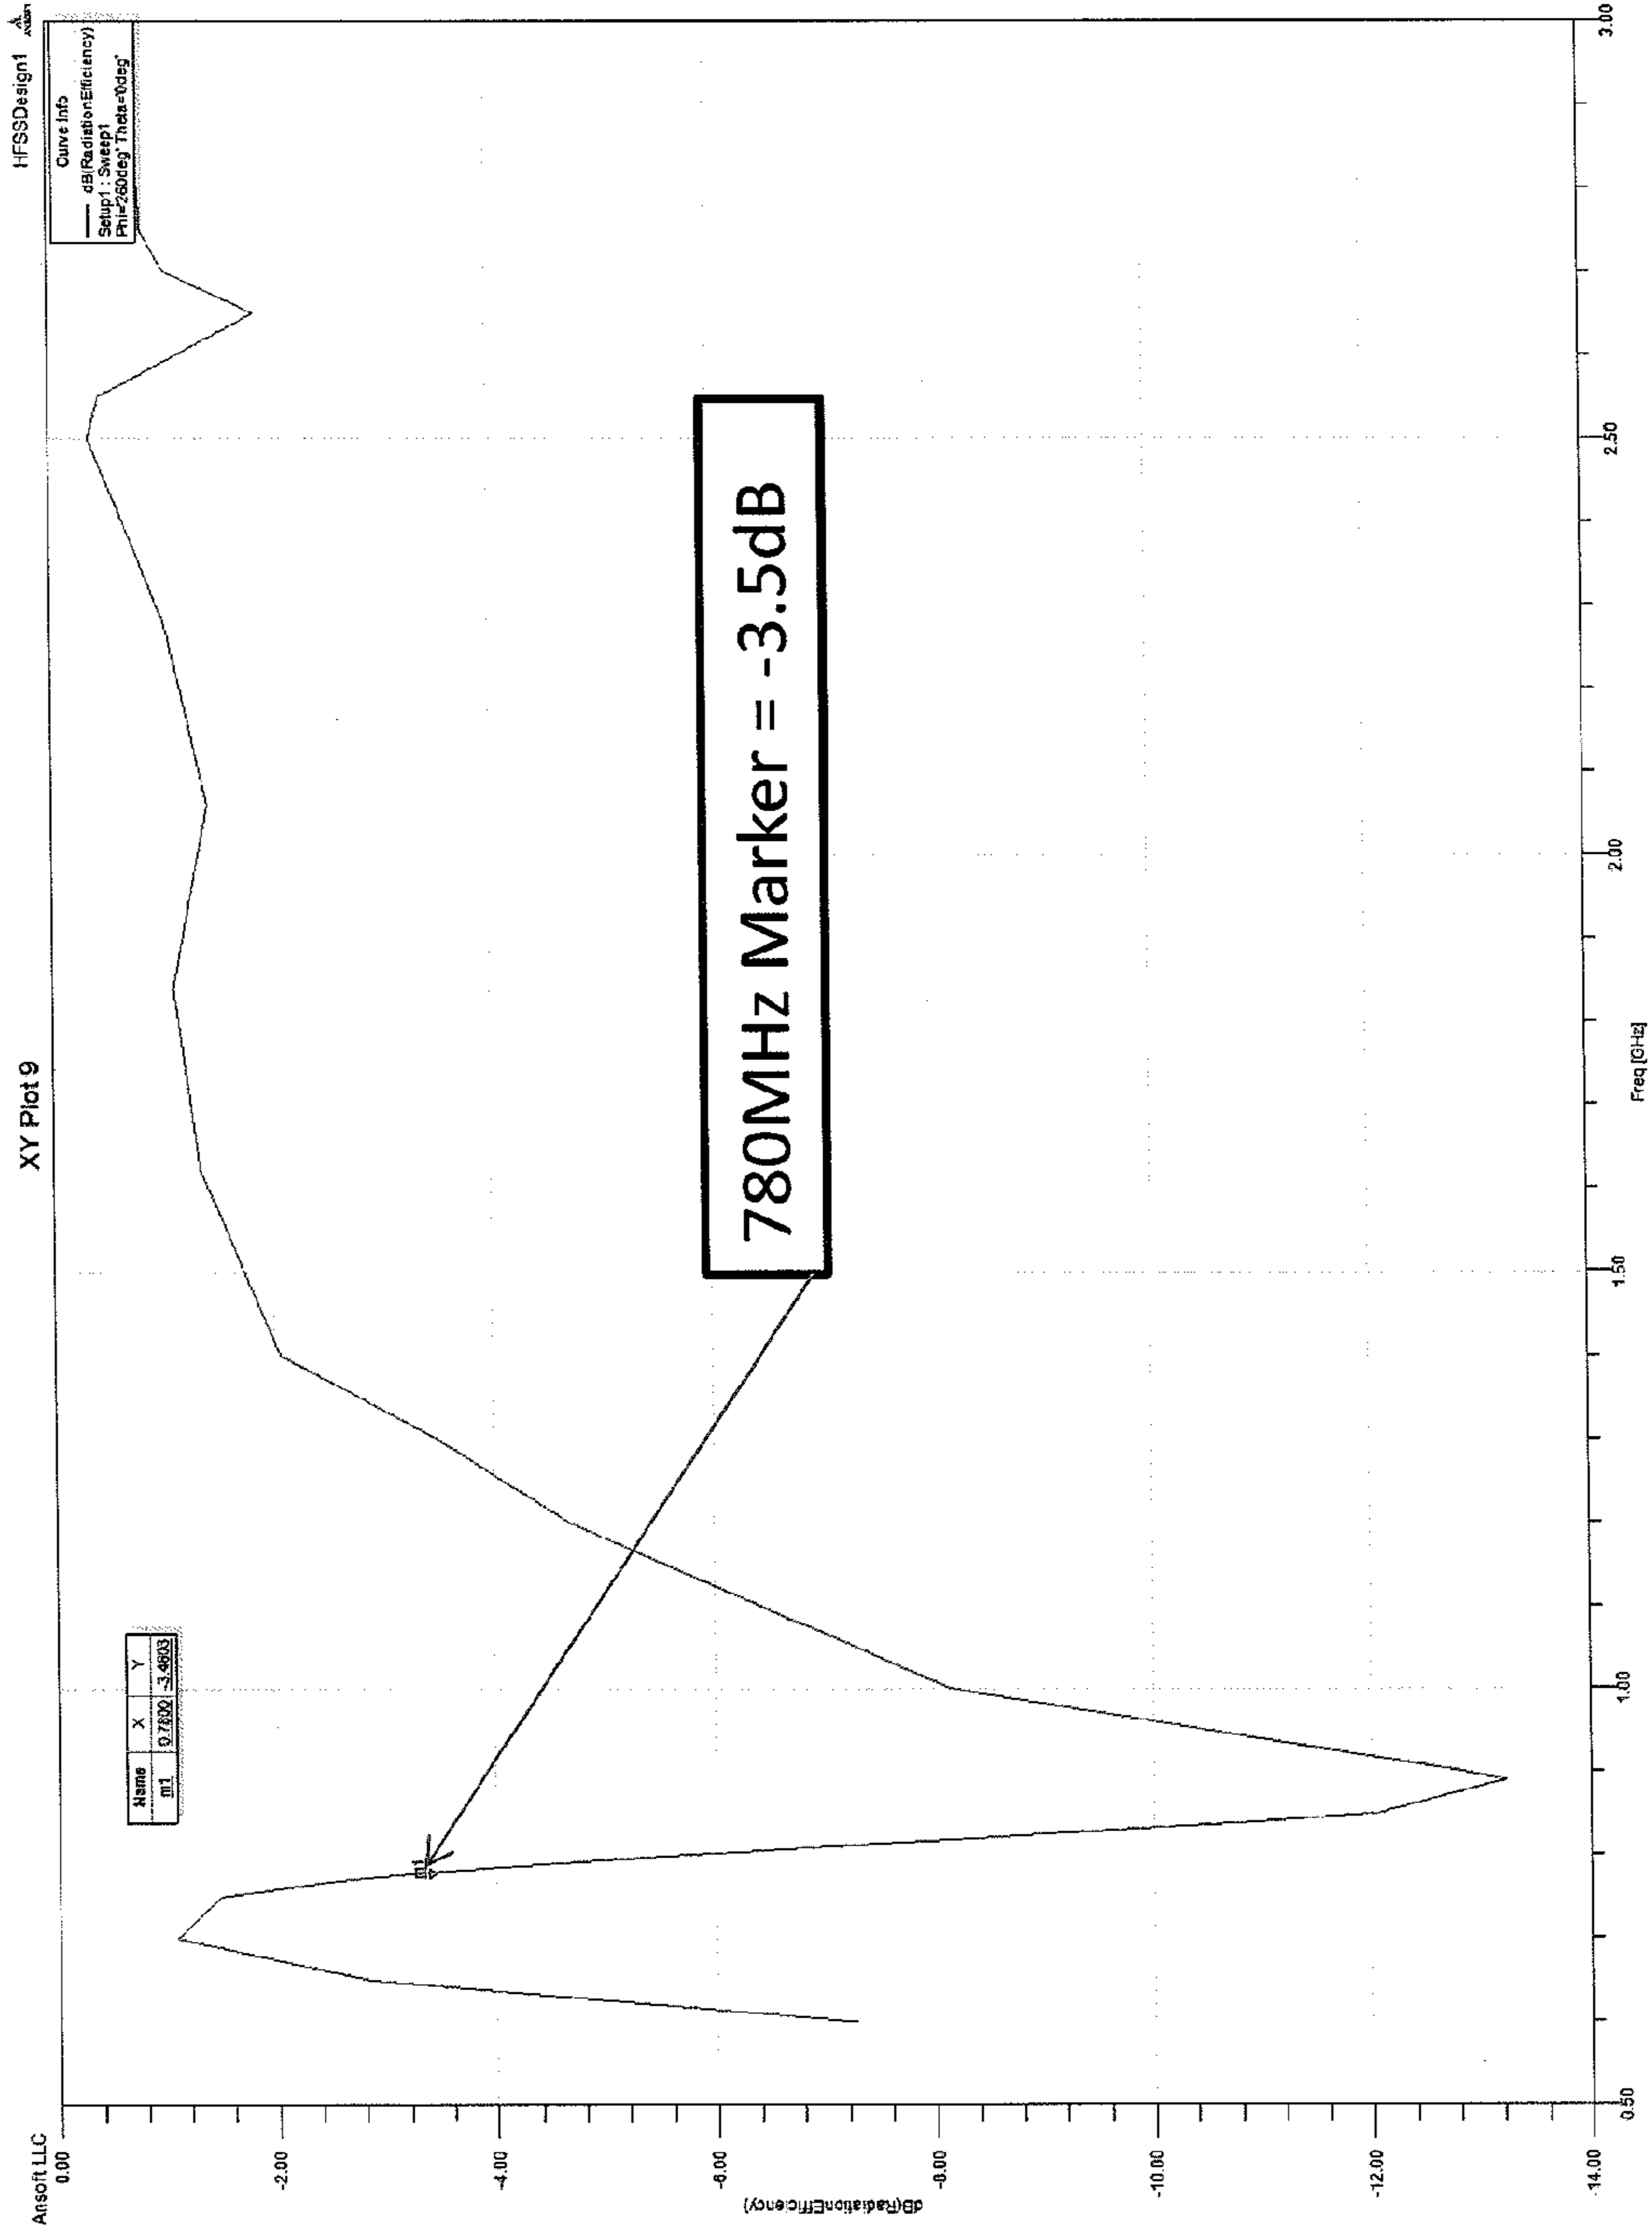 Ansoft LLC
XY Plot 9
HFSSDesign1
Curve Info
dB(RadiationEfficiency)
Setup1 : Sweep1
Phi='260deg' Theta='0deg'
Name X Y
m1 0.7800 -3.4803
m1
780MHz Marker = -3.5dB
dB(RadiationEfficiency)
0.00
-2.00
-4.00
-6.00
-8.00
-10.00
-12.00
-14.00
0.50 1.00 1.50 2.00 2.50 3.00
Freq [GHz]